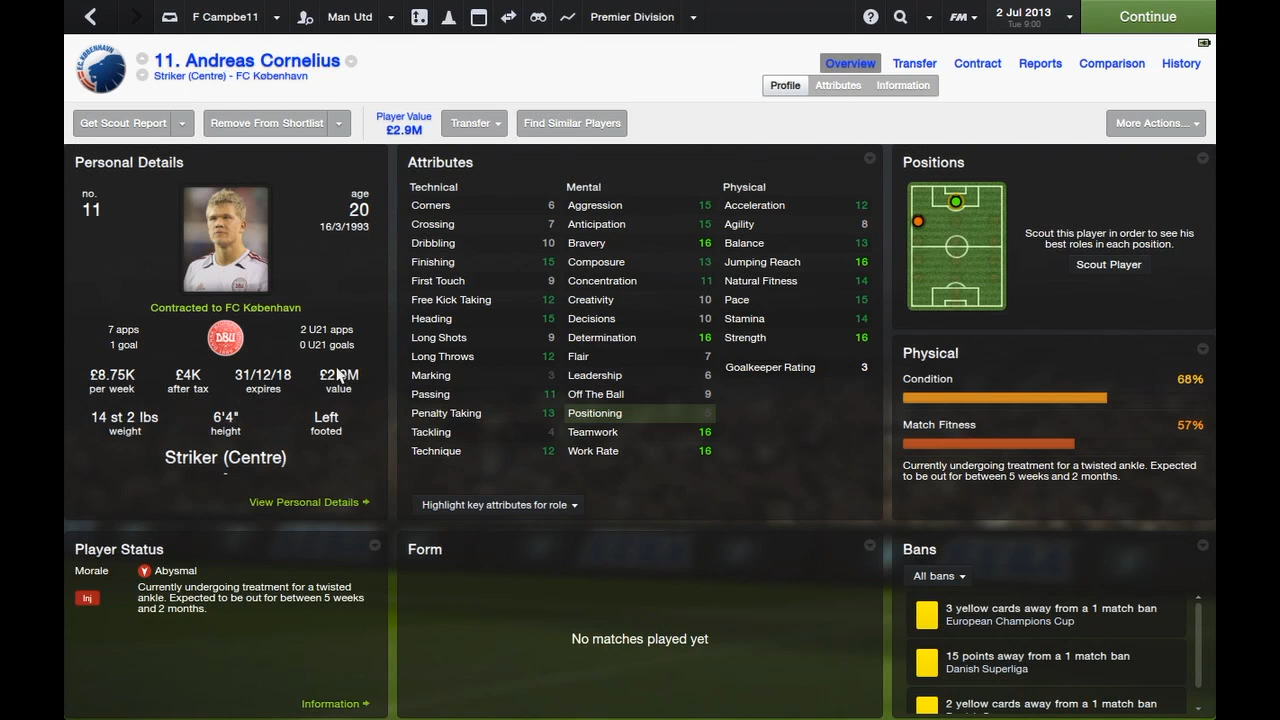 F Campbe11
Man Utd
Premier Division
FM
2 Jul 2013
Tue 9:00
Continue
11. Andreas Cornelius
Striker (Centre) - FC København
Overview Transfer Contract Reports Comparison History
Profile Attributes Information
Get Scout Report
Remove From Shortlist
Player Value
£2.9M
Transfer
Find Similar Players
More Actions...
Personal Details
no.
11
age
20
16/3/1993
Contracted to FC København
7 apps
1 goal
DBU
2 U21 apps
0 U21 goals
£8.75K
per week
£4K
after tax
31/12/18
expires
value
14 st 2 lbs
weight
6'4"
height
Left
footed
Striker (Centre)
-
View Personal Details
Attributes
Technical
Corners 6
Crossing 7
Dribbling 10
Finishing 15
First Touch 9
Free Kick Taking 12
Heading 15
Long Shots 9
Long Throws 12
Marking 3
Passing 11
Penalty Taking 13
Tackling 4
Technique 12
Mental
Aggression 15
Anticipation 15
Bravery 16
Composure 13
Concentration 11
Creativity 10
Decisions 10
Determination 16
Flair 7
Leadership 6
Off The Ball 9
Positioning
Teamwork 16
Work Rate 16
Physical
Acceleration 12
Agility 8
Balance 13
Jumping Reach 16
Natural Fitness 14
Pace 15
Stamina 14
Strength 16
Goalkeeper Rating 3
Highlight key attributes for role
Positions
Scout this player in order to see his
best roles in each position.
Scout Player
Physical
Condition 68%
Match Fitness 57%
Currently undergoing treatment for a twisted
ankle. Expected
to be out for between 5 weeks and 2 months.
Player Status
Morale
Abysmal
Inj
Currently undergoing treatment for a twisted
ankle. Expected to be out for between 5 weeks
and 2 months.
Information
Form
No matches played yet
Bans
All bans
3 yellow cards away from a 1 match ban
European Champions Cup
15 points away from a 1 match ban
Danish Superliga
2 yellow cards away from a 1 match ban